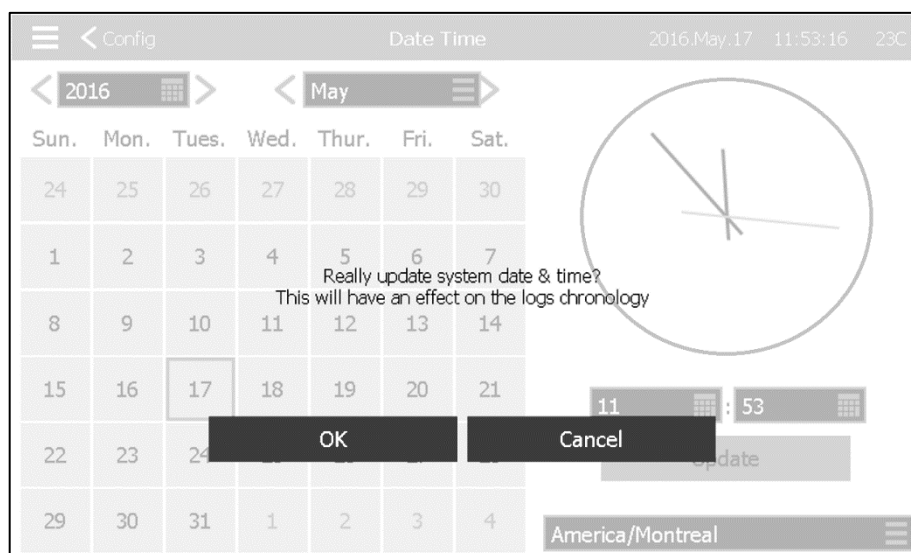 Config Date Time 2016.May.17 11:53:16 23C
2016 May
Sun. Mon. Tues. Wed. Thur. Fri. Sat.
24 25 26 27 28 29 30
1 2 3 4 5 6 7
Really update system date & time?
This will have an effect on the logs chronology
8 9 10 11 12 13 14
15 16 17 18 19 20 21
11 : 53
OK Cancel
22 23 24
Update
29 30 31 1 2 3 4
America/Montreal